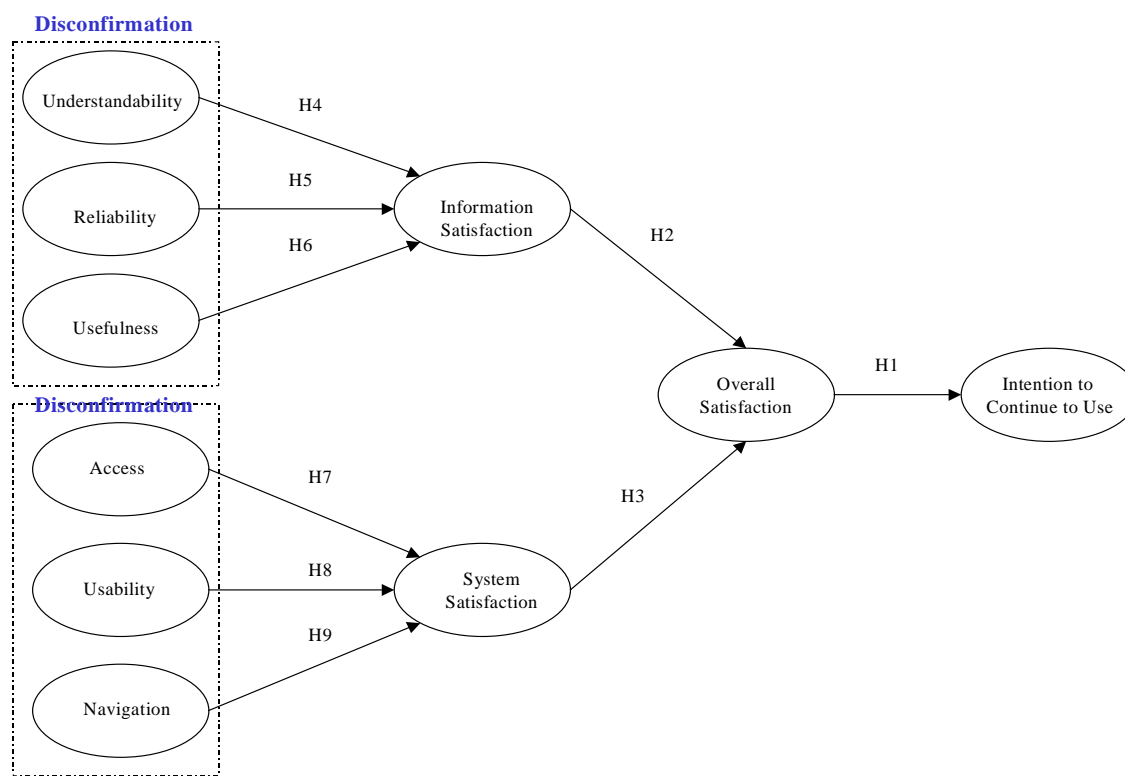 Disconfirmation
Understandability
H4
H5
Reliability
Information
Satisfaction
H6
H2
Usefulness
Overall
Satisfaction
H1
Intention to
Continue to Use
Disconfirmation
Access
H7
H3
Usability
H8
System
Satisfaction
H9
Navigation